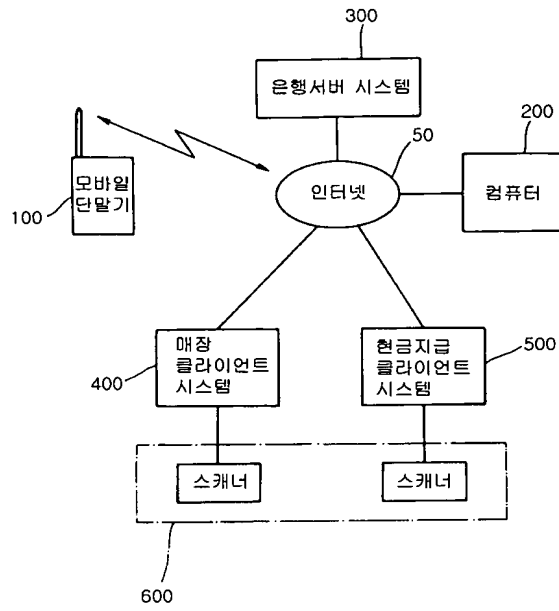 300
은행서버 시스템
200
50
모바일
단말기
인터넷
컴퓨터
100
매장
클라이언트
시스템
현금지급
클라이언트
시스템
400
500
스캐너
스캐너
600